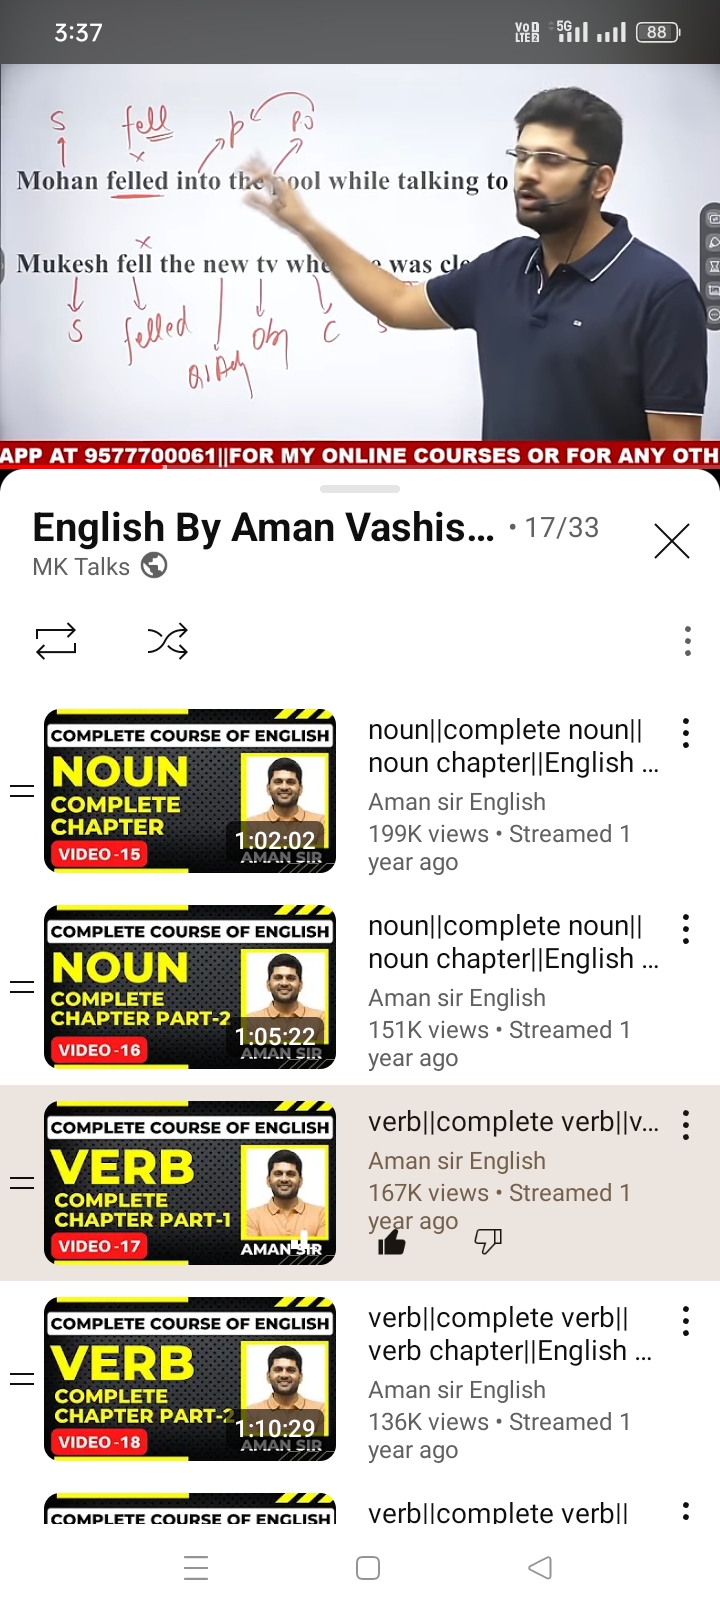 3:37
VoD LTE2 5G 88
S fell p Po
x
Mohan felled into the pool while talking to
x
Mukesh fell the new tv was cle
S felled Obj C S
Q/Adj
APP AT 9577700061||FOR MY ONLINE COURSES OR FOR ANY OTH
English By Aman Vashis... • 17/33
MK Talks
COMPLETE COURSE OF ENGLISH
NOUN
COMPLETE
CHAPTER
VIDEO -15
1:02:02
AMAN SIR
noun||complete noun||
noun chapter||English ...
Aman sir English
199K views • Streamed 1
year ago
COMPLETE COURSE OF ENGLISH
NOUN
COMPLETE
CHAPTER PART-2
VIDEO -16
1:05:22
AMAN SIR
noun||complete noun||
noun chapter||English ...
Aman sir English
151K views • Streamed 1
year ago
COMPLETE COURSE OF ENGLISH
VERB
COMPLETE
CHAPTER PART-1
VIDEO -17
AMAN SIR
verb||complete verb||v...
Aman sir English
167K views • Streamed 1
year ago
COMPLETE COURSE OF ENGLISH
VERB
COMPLETE
CHAPTER PART-2
VIDEO -18
1:10:29
AMAN SIR
verb||complete verb||
verb chapter||English ...
Aman sir English
136K views • Streamed 1
year ago
COMPLETE COURSE OF ENGLISH
verb||complete verb||